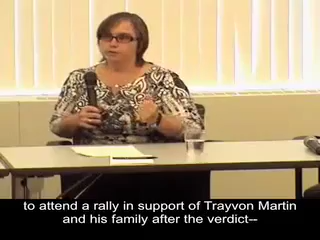 to attend a rally in support of Trayvon Martin
and his family after the verdict--